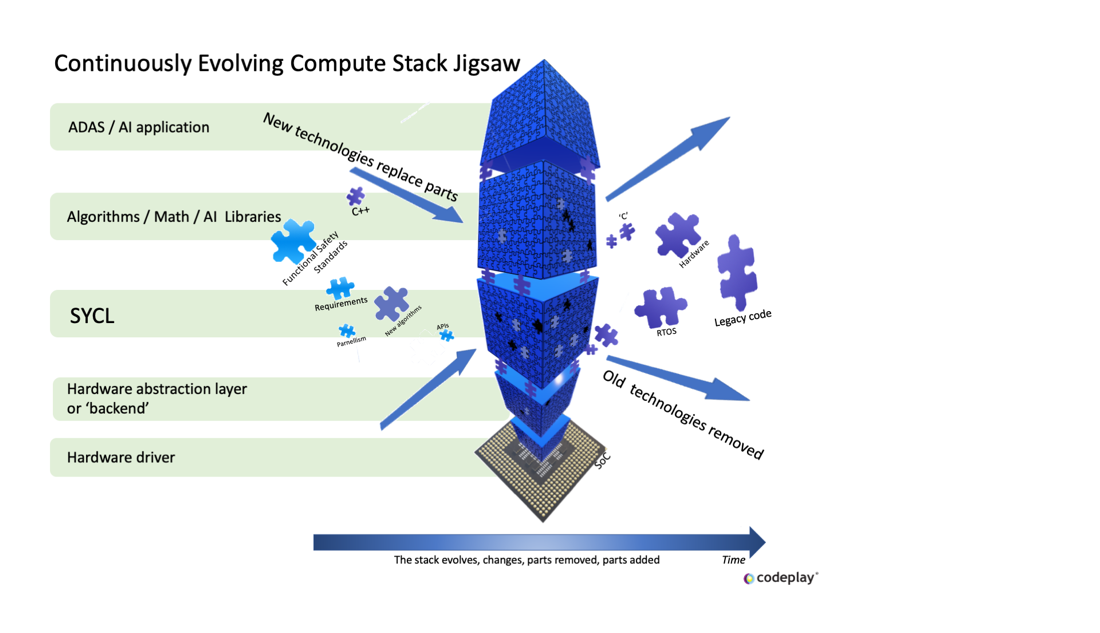 Continuously Evolving Compute Stack Jigsaw
ADAS / AI application
New technologies replace parts
C++
Algorithms / Math / AI  Libraries
Functional Safety
Standards
'C'
Hardware
Requirements
New algorithms
SYCL
APIs
Parnellism
RTOS
Legacy code
Hardware abstraction layer
or 'backend'
Old  technologies removed
Hardware driver
SoC
The stack evolves, changes, parts removed, parts added
Time
codeplay®